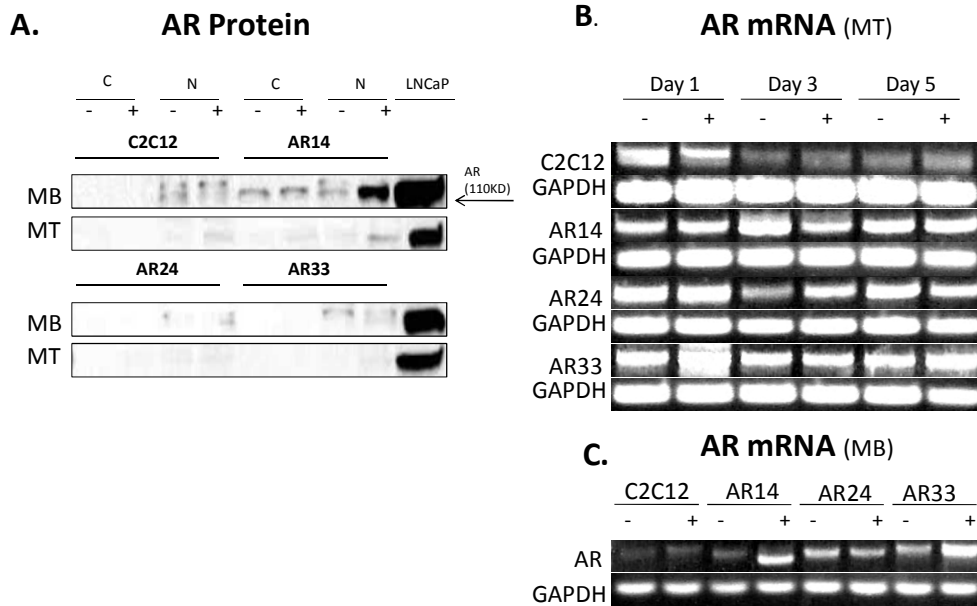 A. AR Protein
C N C N LNCaP
- + - + - +  - +
C2C12 AR14
MB
AR
(110KD)
MT
AR24 AR33
MB
MT
B. AR mRNA (MT)
Day 1 Day 3 Day 5
- + - + - +
C2C12
GAPDH
AR14
GAPDH
AR24
GAPDH
AR33
GAPDH
C. AR mRNA (MB)
C2C12 AR14 AR24 AR33
- + - + - + - +
AR
GAPDH